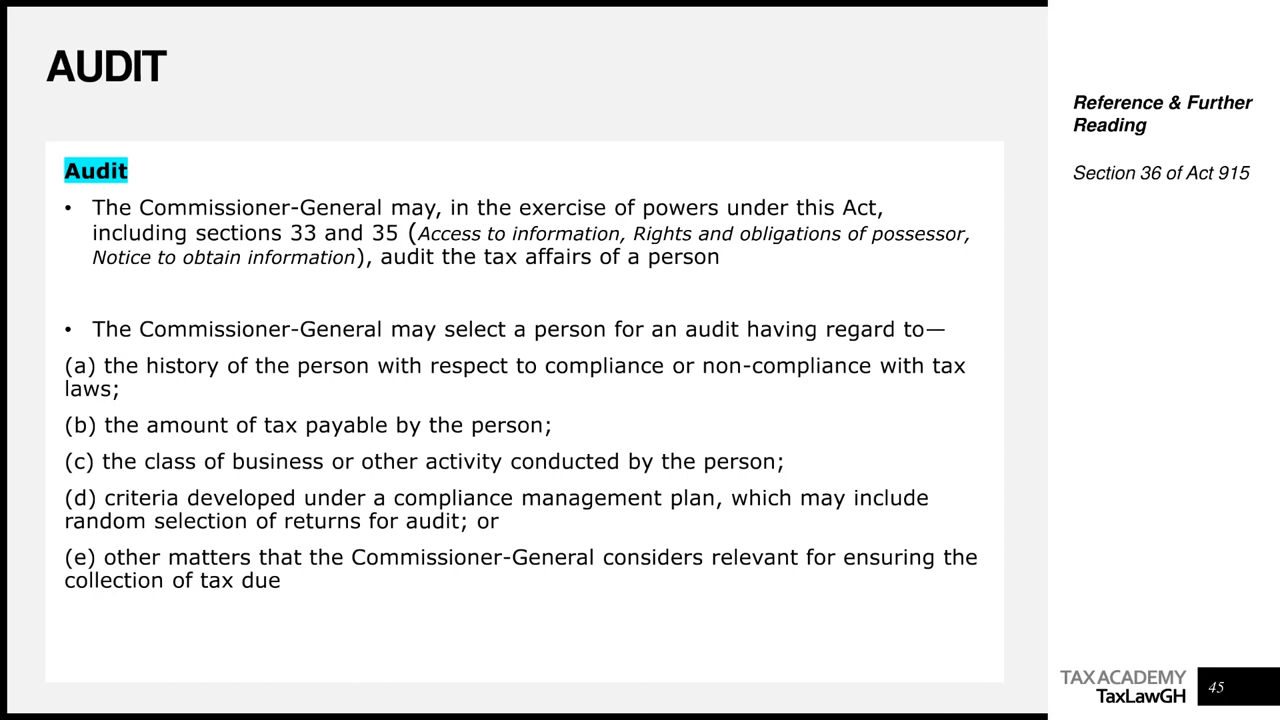 AUDIT
Audit
• The Commissioner-General may, in the exercise of powers under this Act,
including sections 33 and 35 (Access to information, Rights and obligations of possessor,
Notice to obtain information), audit the tax affairs of a person
• The Commissioner-General may select a person for an audit having regard to—
(a) the history of the person with respect to compliance or non-compliance with tax
laws;
(b) the amount of tax payable by the person;
(c) the class of business or other activity conducted by the person;
(d) criteria developed under a compliance management plan, which may include
random selection of returns for audit; or
(e) other matters that the Commissioner-General considers relevant for ensuring the
collection of tax due
Reference & Further
Reading
Section 36 of Act 915
TAX ACADEMY
TaxLawGH
45